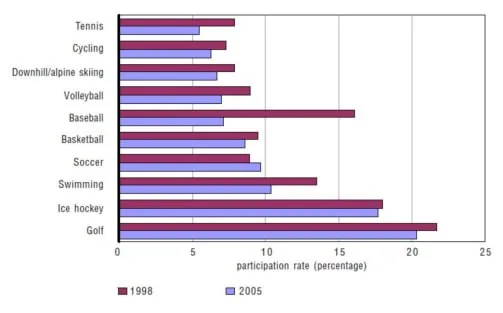 Tennis
Cycling
Downhill/alpine skiing
Volleyball
Baseball
Basketball
Soccer
Swimming
Ice hockey
Golf
0 5 10 15 20 25
participation rate (percentage)
1998 2005